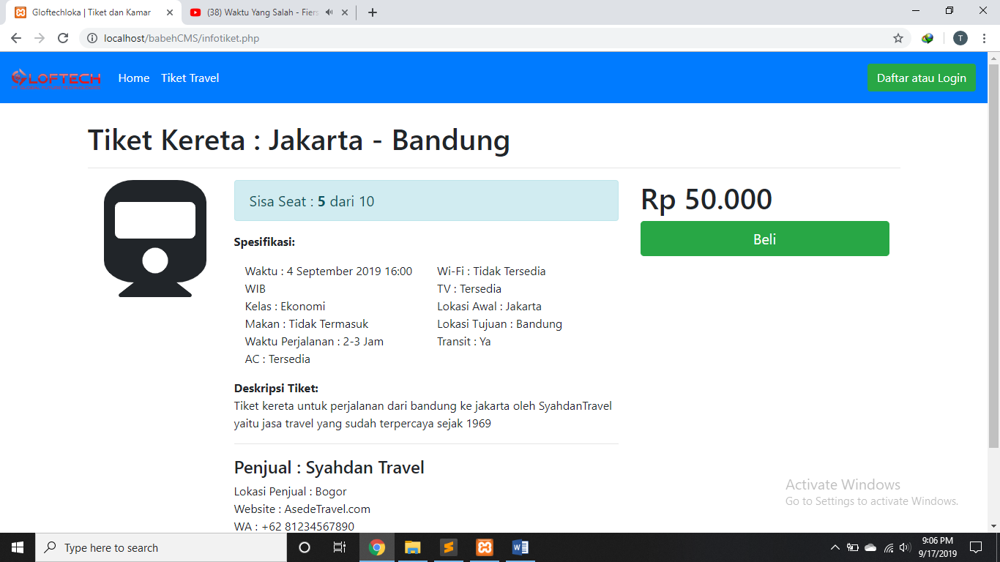 Gloftechloka | Tiket dan Kamar
(38) Waktu Yang Salah - Fiers
localhost/babehCMS/infotiket.php
T
LOFTECH
Home
Tiket Travel
Daftar atau Login
Tiket Kereta : Jakarta - Bandung
Sisa Seat : 5 dari 10
Rp 50.000
Beli
Spesifikasi:
Waktu : 4 September 2019 16:00
WIB
Kelas : Ekonomi
Makan : Tidak Termasuk
Waktu Perjalanan : 2-3 Jam
AC : Tersedia
Wi-Fi : Tidak Tersedia
TV : Tersedia
Lokasi Awal : Jakarta
Lokasi Tujuan : Bandung
Transit : Ya
Deskripsi Tiket:
Tiket kereta untuk perjalanan dari bandung ke jakarta oleh SyahdanTravel
yaitu jasa travel yang sudah terpercaya sejak 1969
Penjual : Syahdan Travel
Lokasi Penjual : Bogor
Website : AsedeTravel.com
WA : +62 81234567890
Activate Windows
Go to Settings to activate Windows.
Type here to search
9:06 PM
9/17/2019